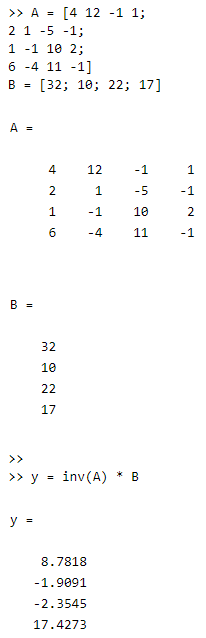 >> A = [4 12 -1 1;
2 1 -5 -1;
1 -1 10 2;
6 -4 11 -1]
B = [32; 10; 22; 17]
A =
4 12 -1 1
2 1 -5 -1
1 -1 10 2
6 -4 11 -1
B =
32
10
22
17
>>
>> y = inv(A) * B
y =
8.7818
-1.9091
-2.3545
17.4273